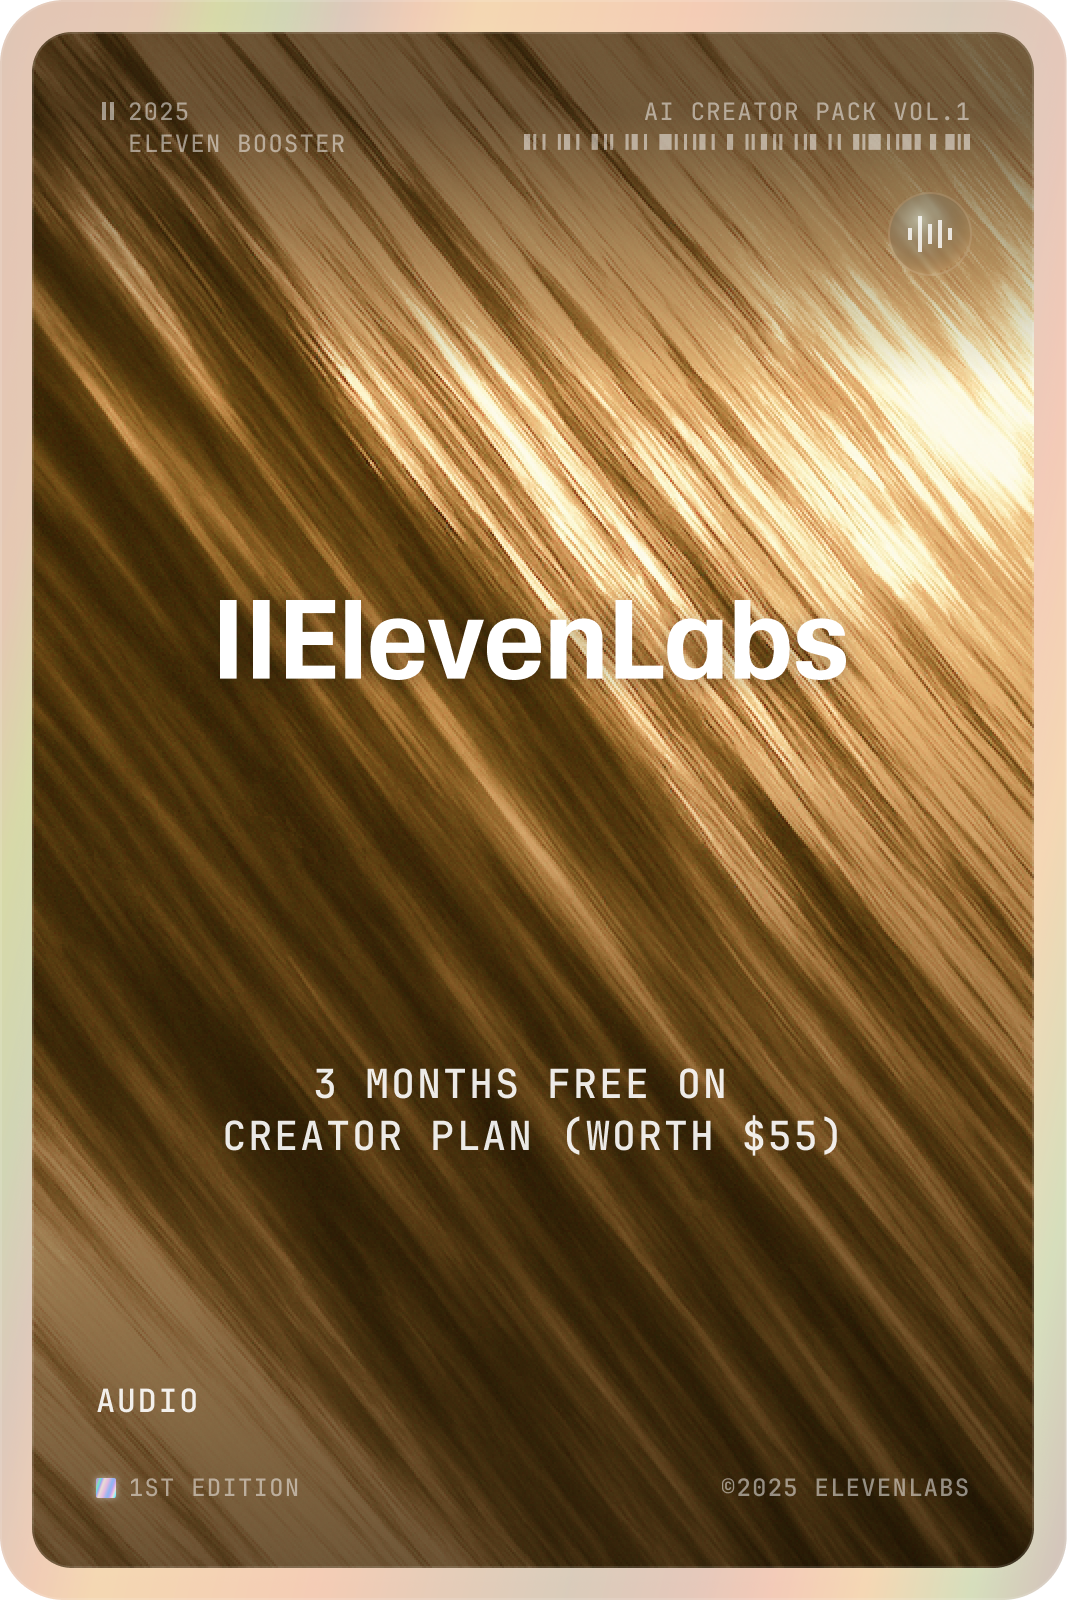 2025
ELEVEN BOOSTER
AI CREATOR PACK VOL.1
IIElevenLabs
3 MONTHS FREE ON
CREATOR PLAN (WORTH $55)
AUDIO
1ST EDITION
©2025 ELEVENLABS